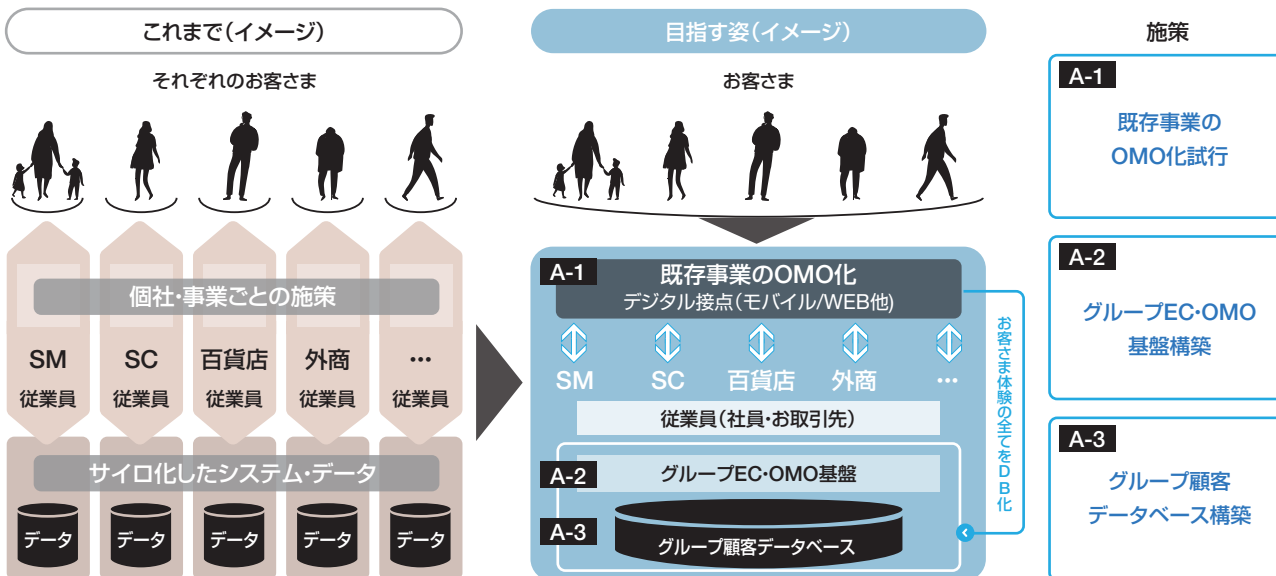 これまで(イメージ)
それぞれのお客さま
個社・事業ごとの施策
SM
SC
百貨店
外商
…
従業員
従業員
従業員
従業員
従業員
サイロ化したシステム・データ
データ
データ
データ
データ
データ
目指す姿(イメージ)
お客さま
A-1
既存事業のOMO化
デジタル接点(モバイル/WEB他)
SM
SC
百貨店
外商
…
従業員(社員・お取引先)
A-2
グループEC・OMO基盤
A-3
グループ顧客データベース
お客さま体験の全てをDB化
施策
A-1
既存事業の
OMO化試行
A-2
グループEC・OMO
基盤構築
A-3
グループ顧客
データベース構築